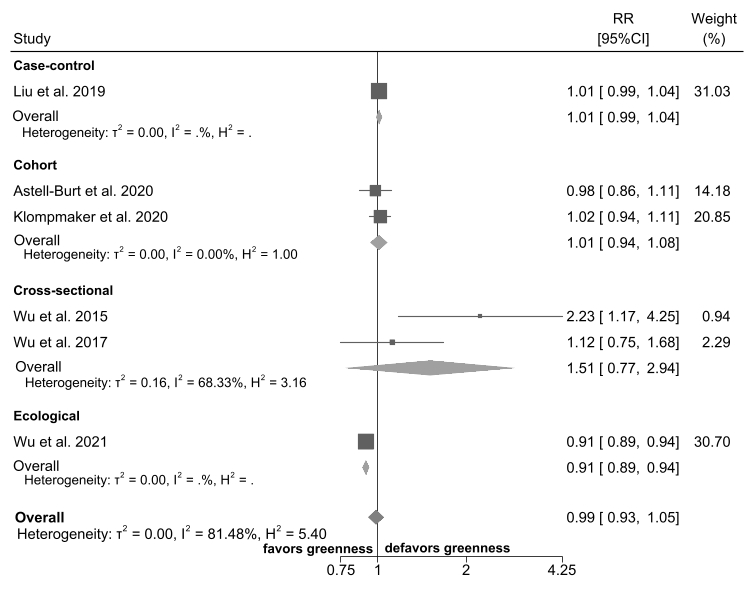 RR Weight
Study [95%CI] (%)
Case-control
Liu et al. 2019 1.01 [ 0.99, 1.04] 31.03
Overall 1.01 [ 0.99, 1.04]
Heterogeneity: τ² = 0.00, I² = .%, H² = .
Cohort
Astell-Burt et al. 2020 0.98 [ 0.86, 1.11] 14.18
Klompmaker et al. 2020 1.02 [ 0.94, 1.11] 20.85
Overall 1.01 [ 0.94, 1.08]
Heterogeneity: τ² = 0.00, I² = 0.00%, H² = 1.00
Cross-sectional
Wu et al. 2015 2.23 [ 1.17, 4.25] 0.94
Wu et al. 2017 1.12 [ 0.75, 1.68] 2.29
Overall 1.51 [ 0.77, 2.94]
Heterogeneity: τ² = 0.16, I² = 68.33%, H² = 3.16
Ecological
Wu et al. 2021 0.91 [ 0.89, 0.94] 30.70
Overall 0.91 [ 0.89, 0.94]
Heterogeneity: τ² = 0.00, I² = .%, H² = .
Overall 0.99 [ 0.93, 1.05]
Heterogeneity: τ² = 0.00, I² = 81.48%, H² = 5.40
favors greenness defavors greenness
0.75 1 2 4.25